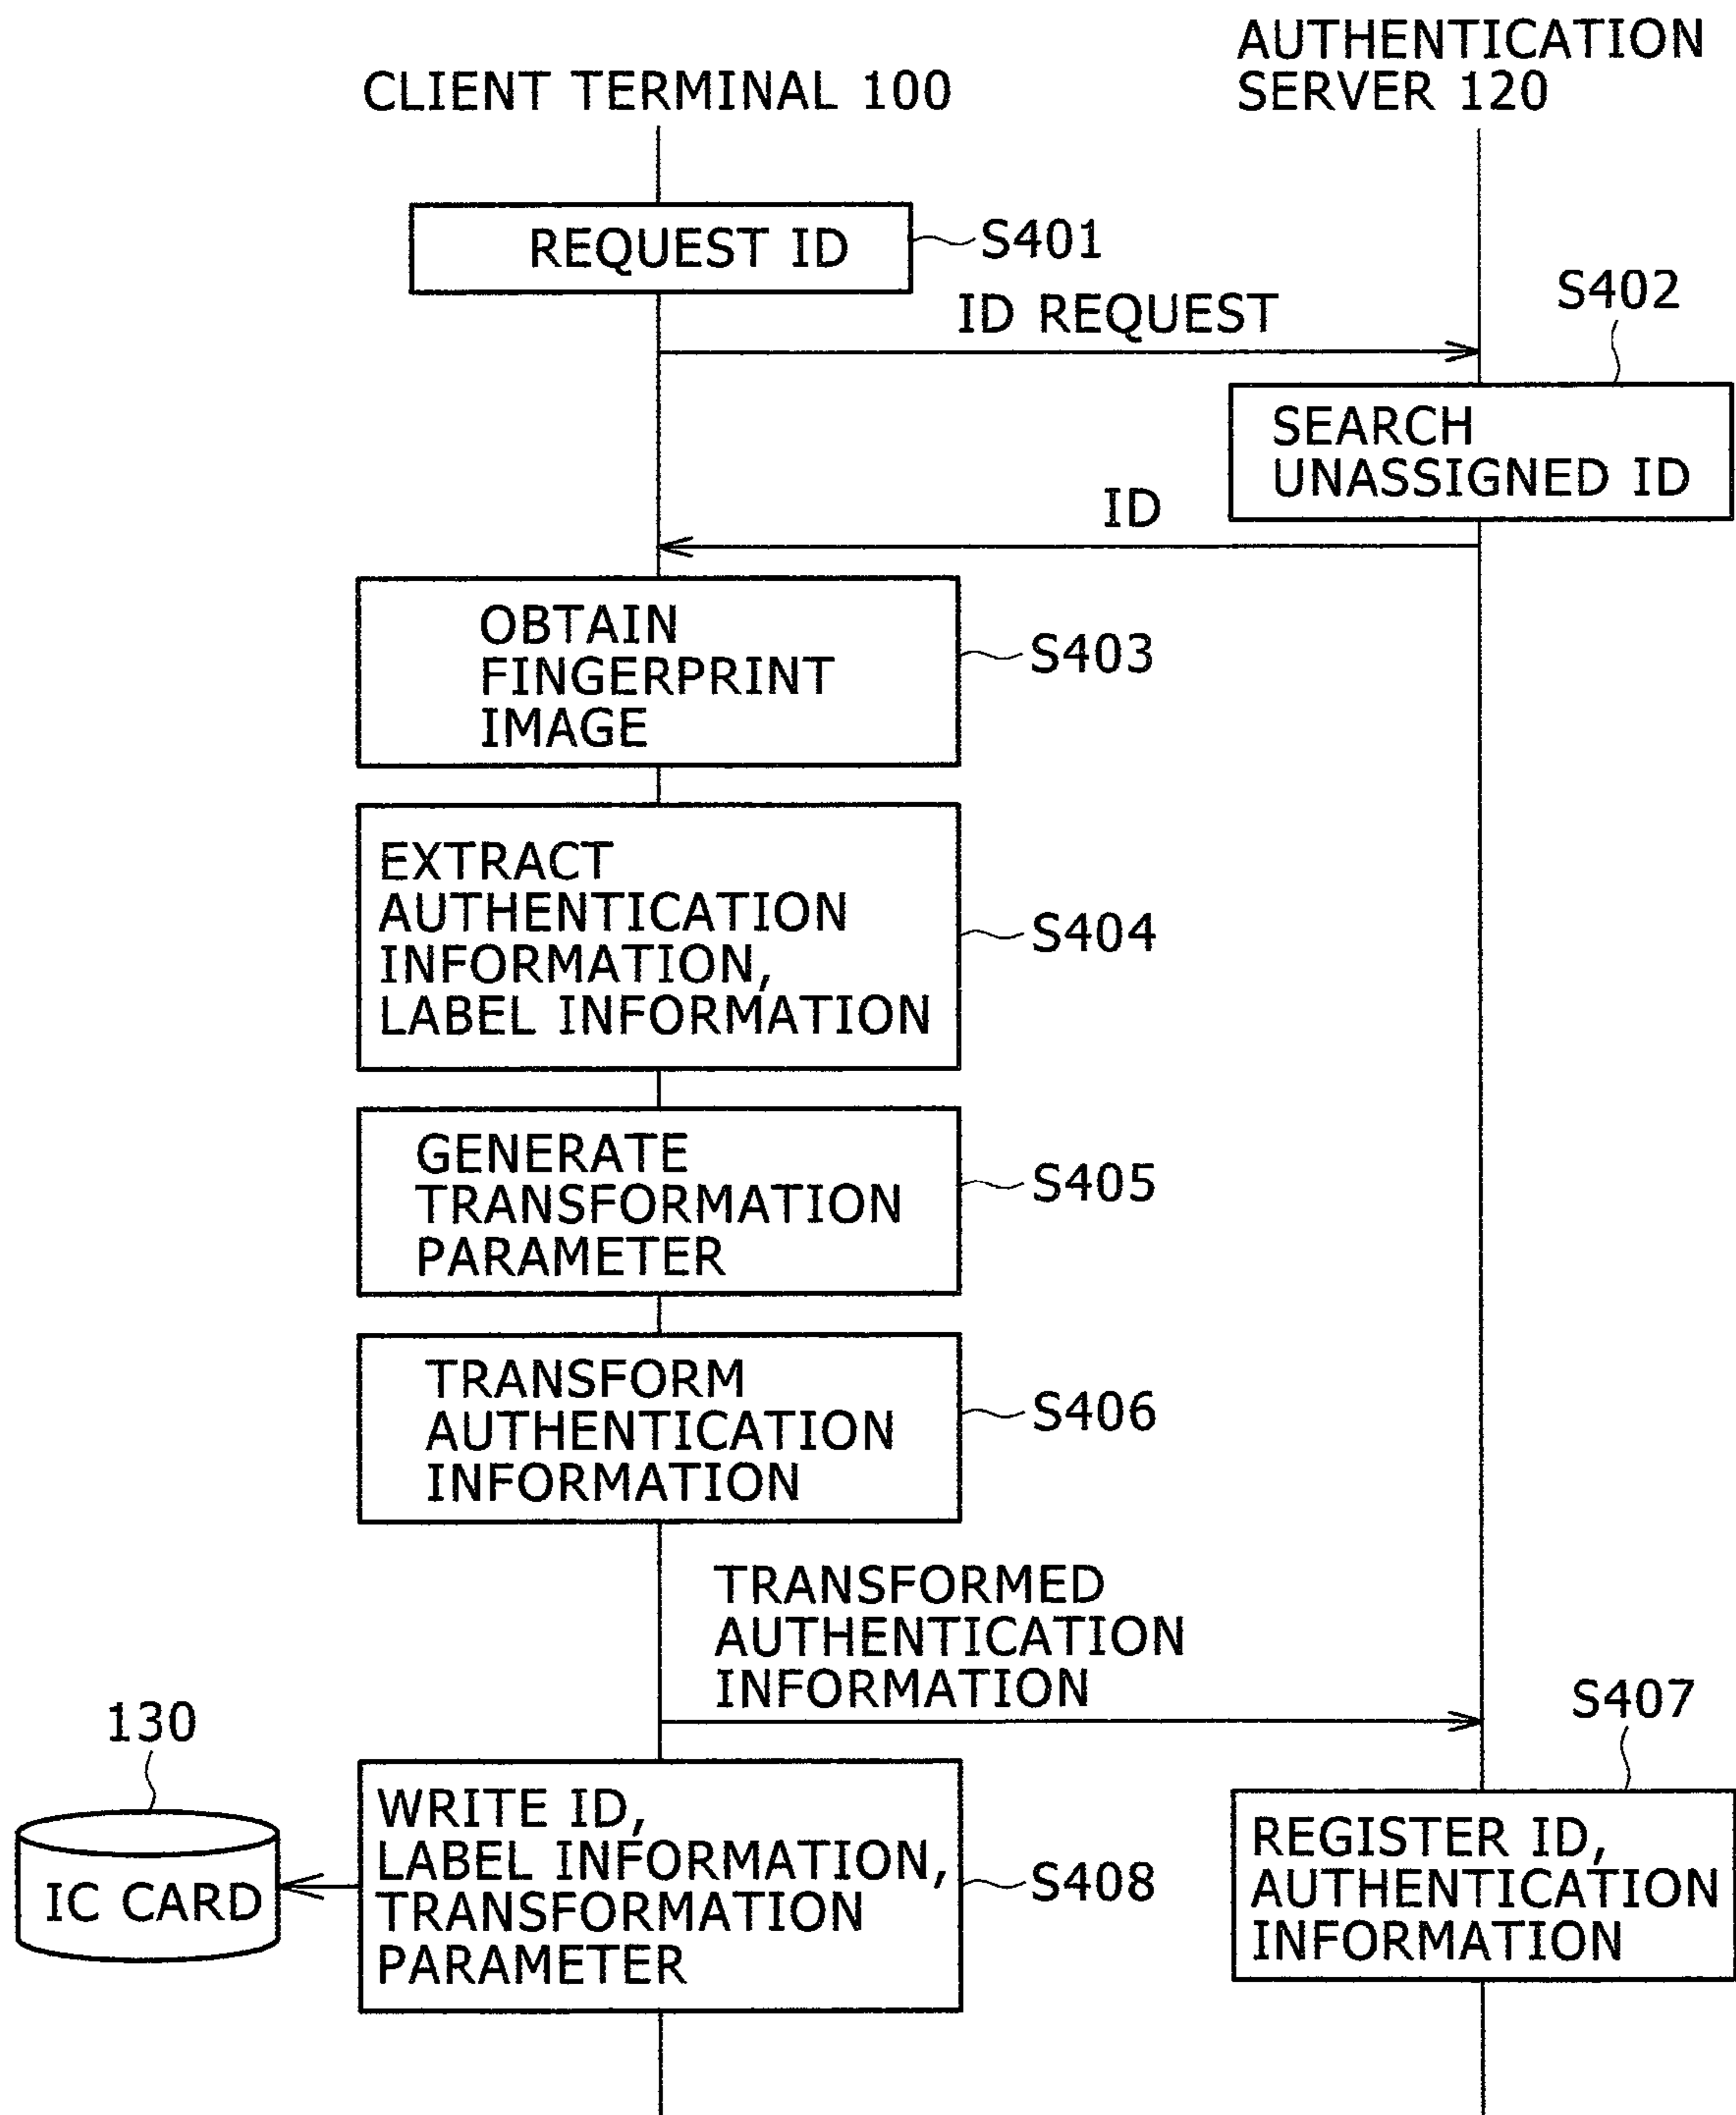 AUTHENTICATION
CLIENT TERMINAL 100
SERVER 120
REQUEST ID
S401
S402
ID REQUEST
SEARCH
UNASSIGNED ID
ID
OBTAIN
FINGERPRINT
IMAGE
S403
EXTRACT
AUTHENTICATION
INFORMATION,
LABEL INFORMATION
S404
GENERATE
TRANSFORMATION
PARAMETER
S405
TRANSFORM
AUTHENTICATION
INFORMATION
S406
TRANSFORMED
AUTHENTICATION
INFORMATION
S407
130
IC CARD
WRITE ID,
LABEL INFORMATION,
TRANSFORMATION
PARAMETER
S408
REGISTER ID,
AUTHENTICATION
INFORMATION